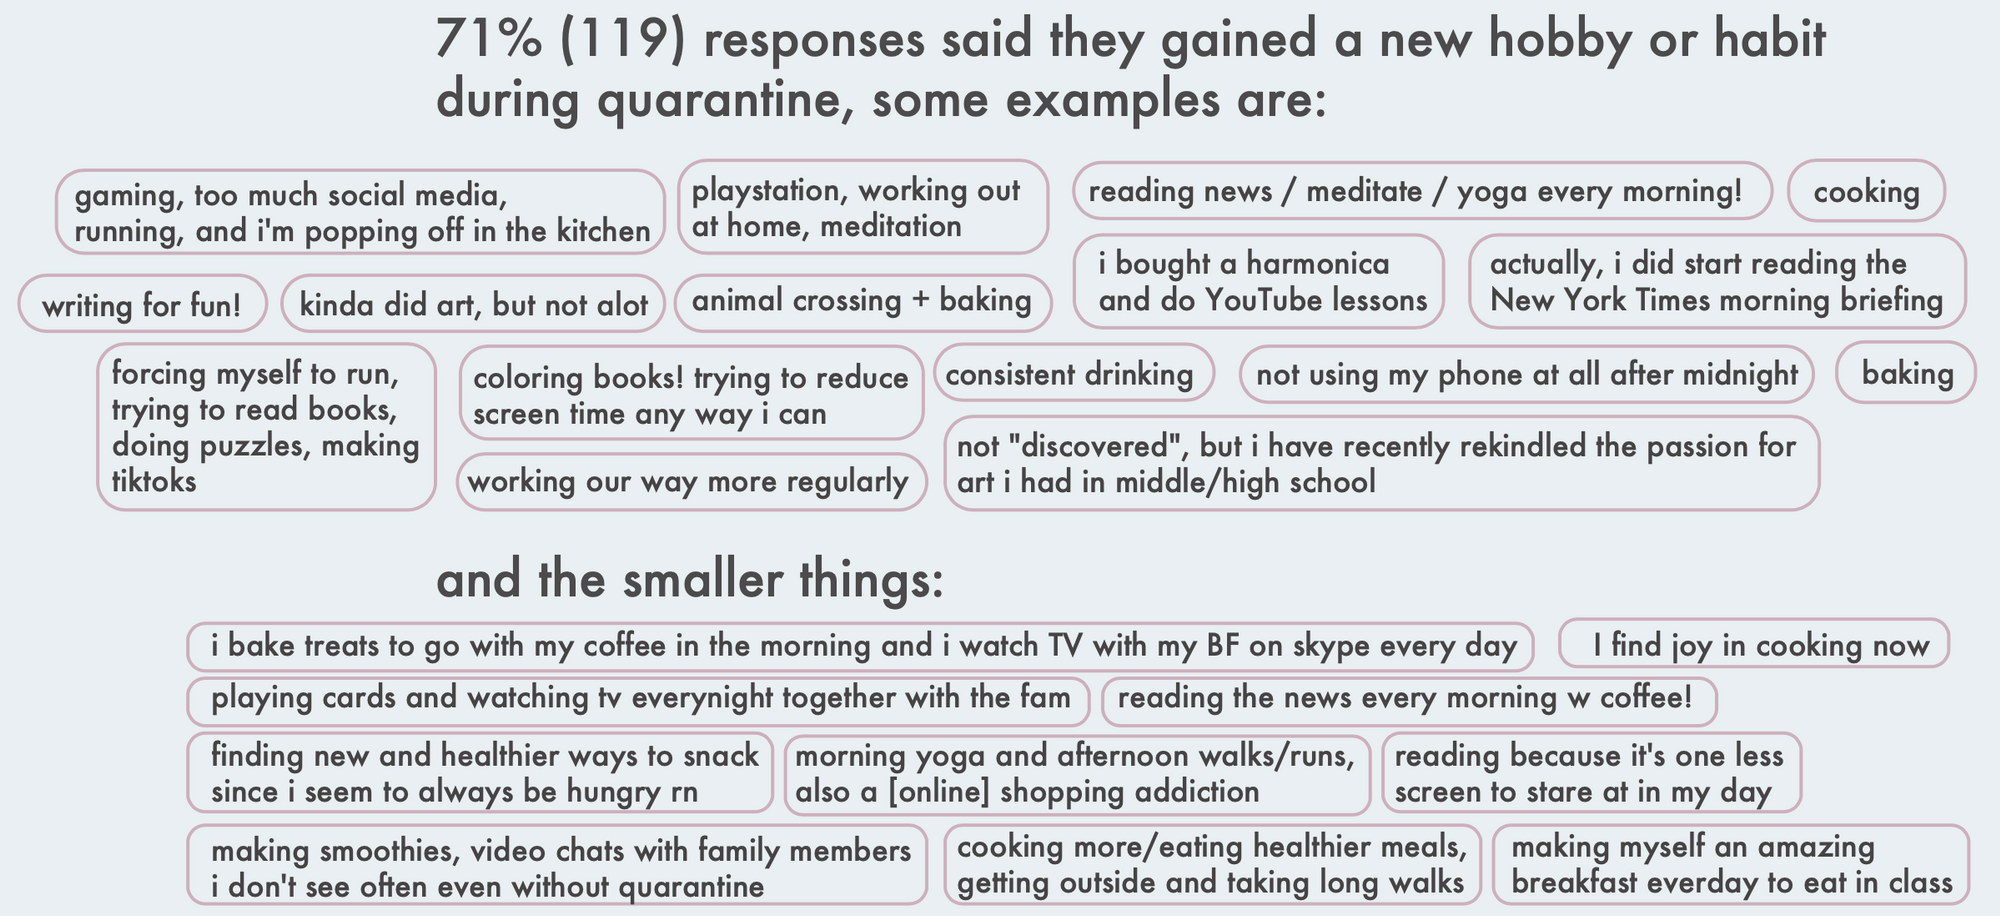 71% (119) responses said they gained a new hobby or habit
during quarantine, some examples are:
gaming, too much social media,
running, and i'm popping off in the kitchen
playstation, working out
at home, meditation
reading news / meditate / yoga every morning!
cooking
writing for fun!
kinda did art, but not alot
animal crossing + baking
i bought a harmonica
and do YouTube lessons
actually, i did start reading the
New York Times morning briefing
forcing myself to run,
trying to read books,
doing puzzles, making
tiktoks
coloring books! trying to reduce
screen time any way i can
consistent drinking
not using my phone at all after midnight
baking
working our way more regularly
not "discovered", but i have recently rekindled the passion for
art i had in middle/high school
and the smaller things:
i bake treats to go with my coffee in the morning and i watch TV with my BF on skype every day
I find joy in cooking now
playing cards and watching tv everynight together with the fam
reading the news every morning w coffee!
finding new and healthier ways to snack
since i seem to always be hungry rn
morning yoga and afternoon walks/runs,
also a [online] shopping addiction
reading because it's one less
screen to stare at in my day
making smoothies, video chats with family members
i don't see often even without quarantine
cooking more/eating healthier meals,
getting outside and taking long walks
making myself an amazing
breakfast everday to eat in class